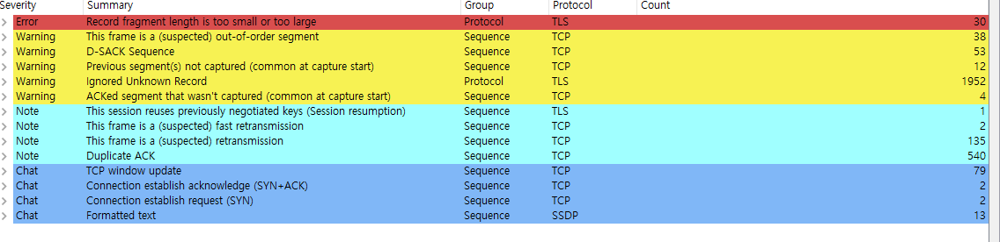 Severity Summary Group Protocol Count
Error Record fragment length is too small or too large Protocol TLS 30
Warning This frame is a (suspected) out-of-order segment Sequence TCP 38
Warning D-SACK Sequence Sequence TCP 53
Warning Previous segment(s) not captured (common at capture start) Sequence TCP 12
Warning Ignored Unknown Record Protocol TLS 1952
Warning ACKed segment that wasn't captured (common at capture start) Sequence TCP 4
Note This session reuses previously negotiated keys (Session resumption) Sequence TLS 1
Note This frame is a (suspected) fast retransmission Sequence TCP 2
Note This frame is a (suspected) retransmission Sequence TCP 135
Note Duplicate ACK Sequence TCP 540
Chat TCP window update Sequence TCP 79
Chat Connection establish acknowledge (SYN+ACK) Sequence TCP 2
Chat Connection establish request (SYN) Sequence TCP 2
Chat Formatted text Sequence SSDP 13